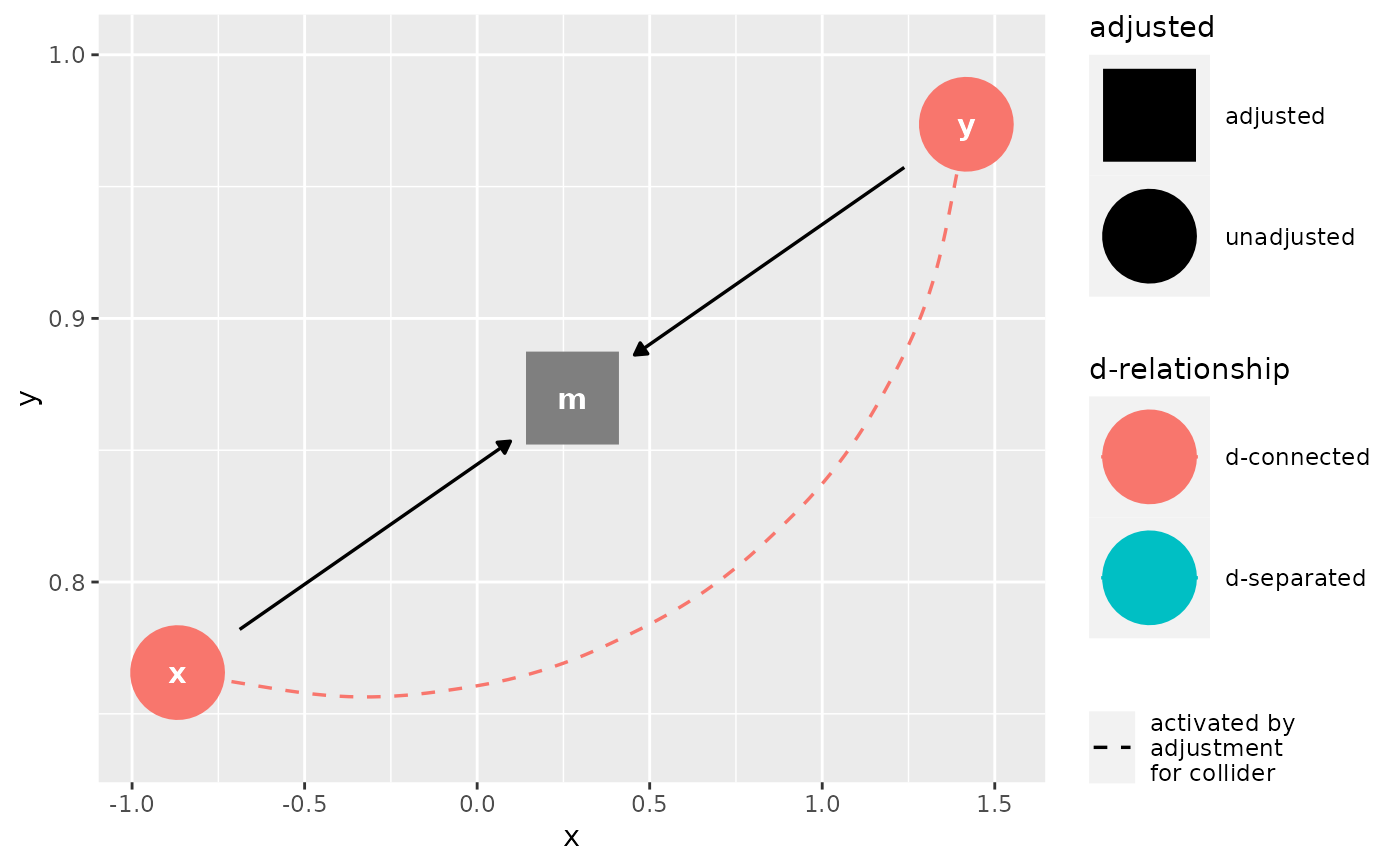 1.0
0.9
0.8
y
-1.0
-0.5
0.0
0.5
1.0
1.5
x
y
m
x
adjusted
adjusted
unadjusted
d-relationship
d-connected
d-separated
activated by
adjustment
for collider